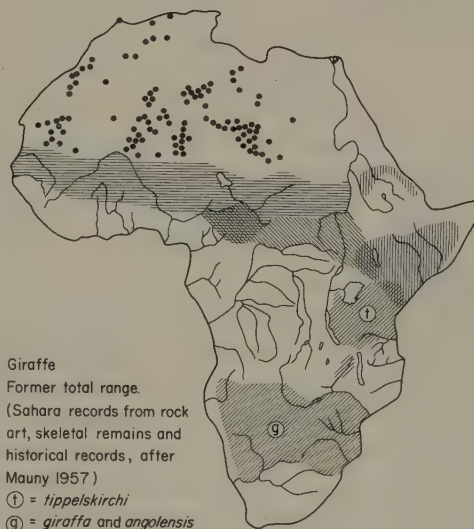 Giraffe
Former total range.
(Sahara records from rock
art, skeletal remains and
historical records, after
Mauny 1957)
ⓣ = tippelskirchi
ⓖ = giraffa and angolensis
ⓣ
ⓖ